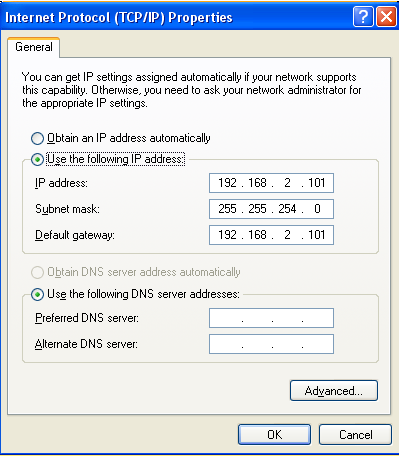 Internet Protocol (TCP/IP) Properties
General
You can get IP settings assigned automatically if your network supports
this capability. Otherwise, you need to ask your network administrator for
the appropriate IP settings.
Obtain an IP address automatically
Use the following IP address:
IP address: 192 . 168 . 2 . 101
Subnet mask: 255 . 255 . 254 . 0
Default gateway: 192 . 168 . 2 . 101
Obtain DNS server address automatically
Use the following DNS server addresses:
Preferred DNS server: . . .
Alternate DNS server: . . .
Advanced...
OK Cancel